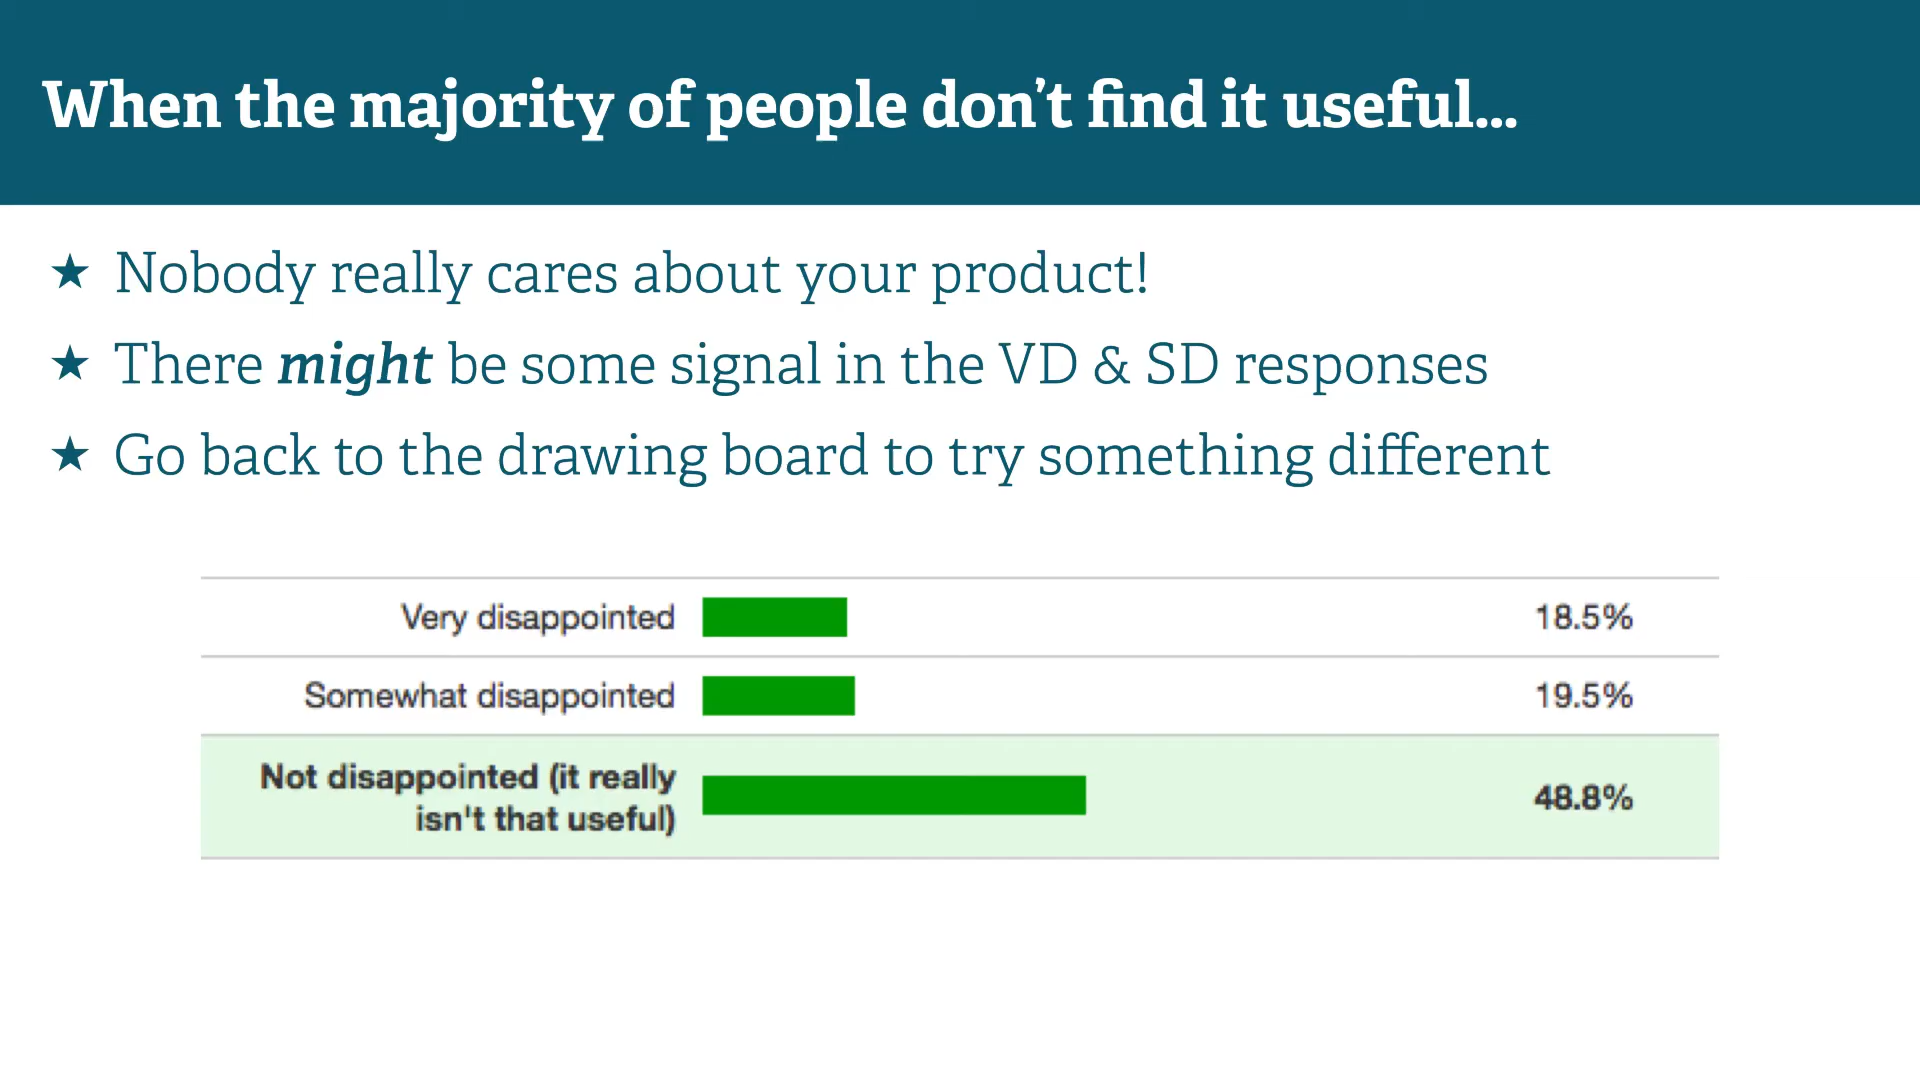 When the majority of people don’t find it useful...
★ Nobody really cares about your product!
★ There might be some signal in the VD & SD responses
★ Go back to the drawing board to try something different
Very disappointed 18.5%
Somewhat disappointed 19.5%
Not disappointed (it really
isn't that useful) 48.8%